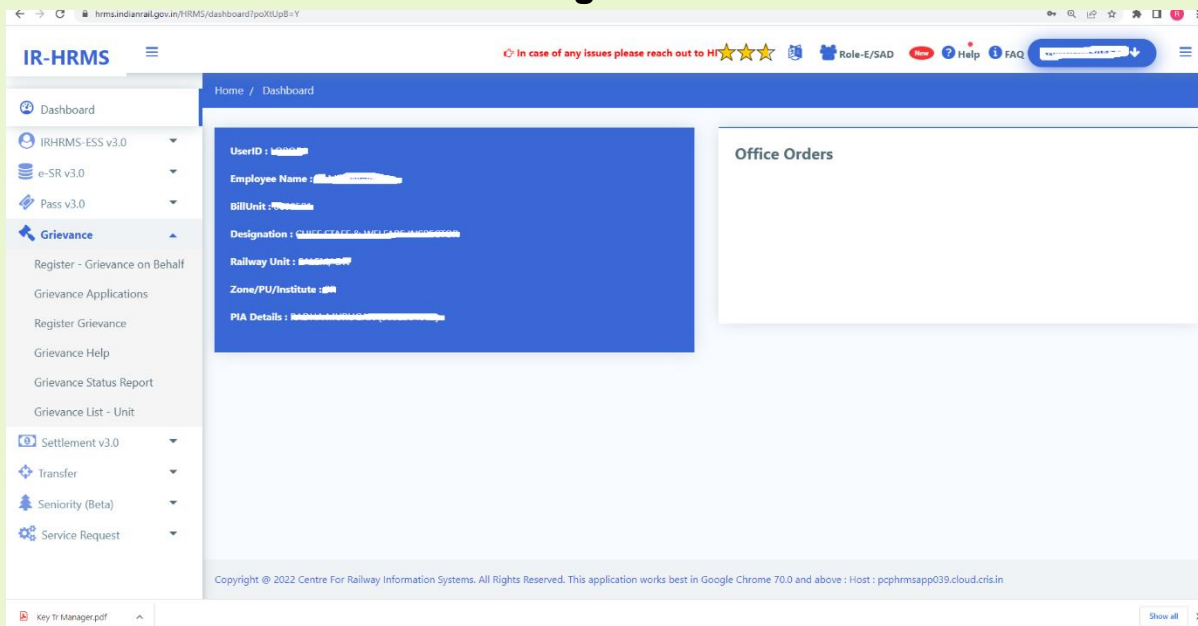 hrms.indianrail.gov.in/HRMS/dashboard?poXtUpB=Y
IR-HRMS
In case of any issues please reach out to
Role-E/SAD
New
Help
FAQ
Home / Dashboard
Dashboard
IRHRMS-ESS v3.0
e-SR v3.0
Pass v3.0
Grievance
Register - Grievance on Behalf
Grievance Applications
Register Grievance
Grievance Help
Grievance Status Report
Grievance List - Unit
Settlement v3.0
Transfer
Seniority (Beta)
Service Request
UserID :
Employee Name :
BillUnit :
Designation :
Railway Unit :
Zone/PU/Institute :
PIA Details :
Office Orders
Copyright @ 2022 Centre For Railway Information Systems. All Rights Reserved. This application works best in Google Chrome 70.0 and above : Host : pcphrmsapp039.cloud.cris.in
Key Tr Manager.pdf
Show all